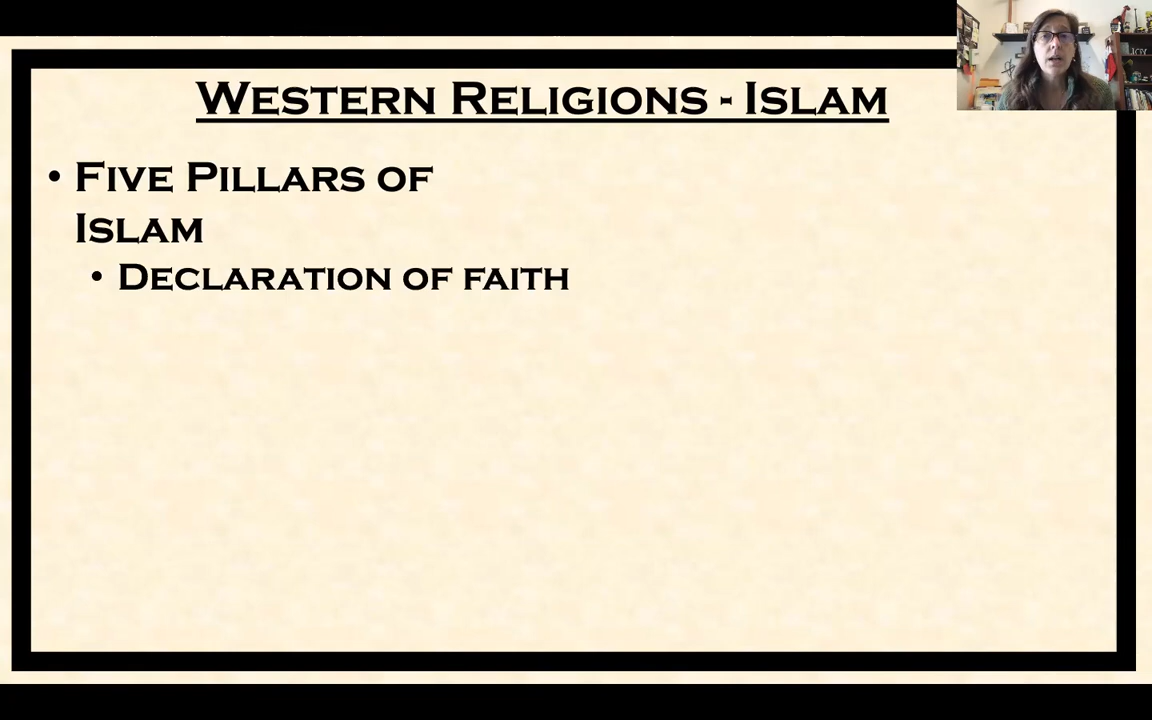 Western Religions - Islam
• Five Pillars of
Islam
• Declaration of faith